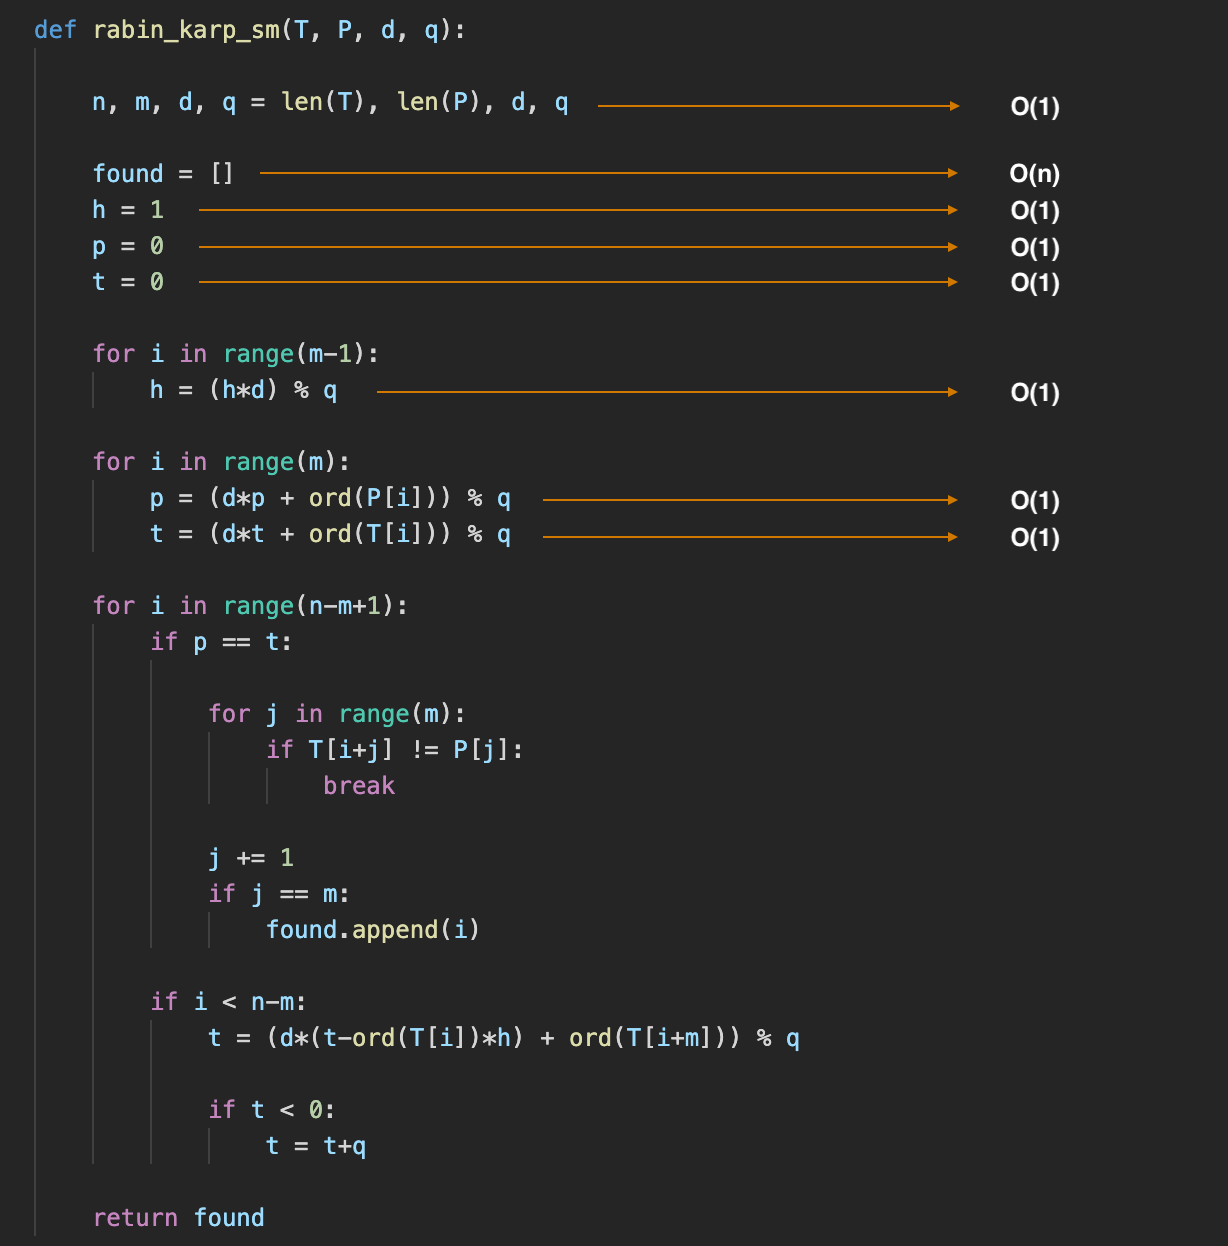 def rabin_karp_sm(T, P, d, q):
    n, m, d, q = len(T), len(P), d, q O(1)
    found = [] O(n)
    h = 1 O(1)
    p = 0 O(1)
    t = 0 O(1)
    for i in range(m-1):
        h = (h*d) % q O(1)
    for i in range(m):
        p = (d*p + ord(P[i])) % q O(1)
        t = (d*t + ord(T[i])) % q O(1)
    for i in range(n-m+1):
        if p == t:
            for j in range(m):
                if T[i+j] != P[j]:
                    break
            j += 1
            if j == m:
                found.append(i)
        if i < n-m:
            t = (d*(t-ord(T[i])*h) + ord(T[i+m])) % q
            if t < 0:
                t = t+q
    return found